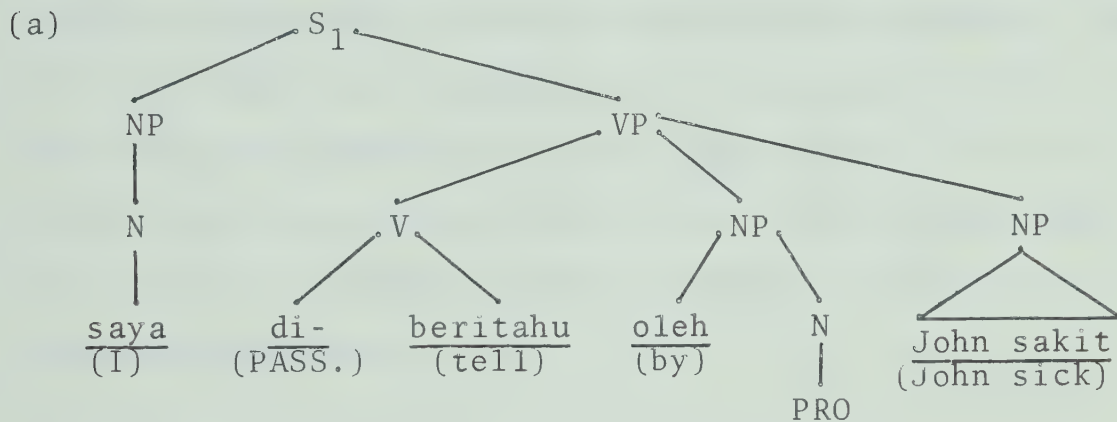 (a) S1
NP VP
N V NP NP
saya di- beritahu oleh N John sakit
(I) (PASS.) (tell) (by) (John sick)
PRO